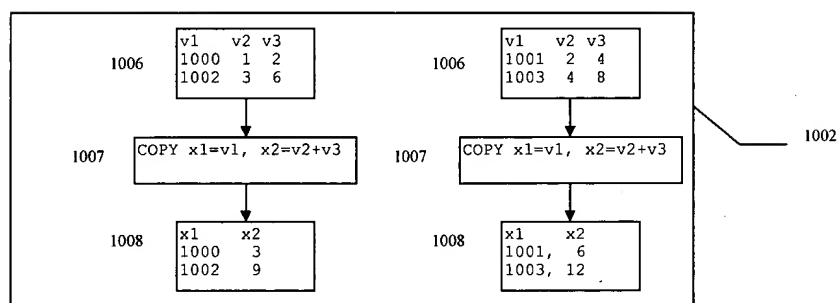 1006
v1 v2 v3
1000 1 2
1002 3 6
1006
v1 v2 v3
1001 2 4
1003 4 8
1002
1007
COPY x1=v1, x2=v2+v3
1007
COPY x1=v1, x2=v2+v3
1008
x1 x2
1000 3
1002 9
1008
x1 x2
1001, 6
1003, 12